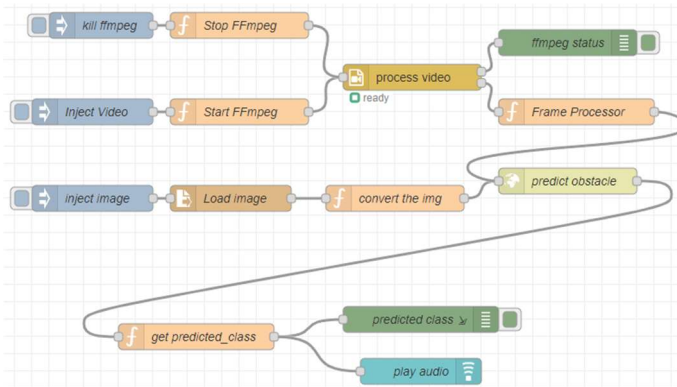 kill ffmpeg
Stop FFmpeg
ffmpeg status
process video
ready
Inject Video
Start FFmpeg
Frame Processor
predict obstacle
inject image
Load image
convert the img
predicted class
get predicted_class
play audio